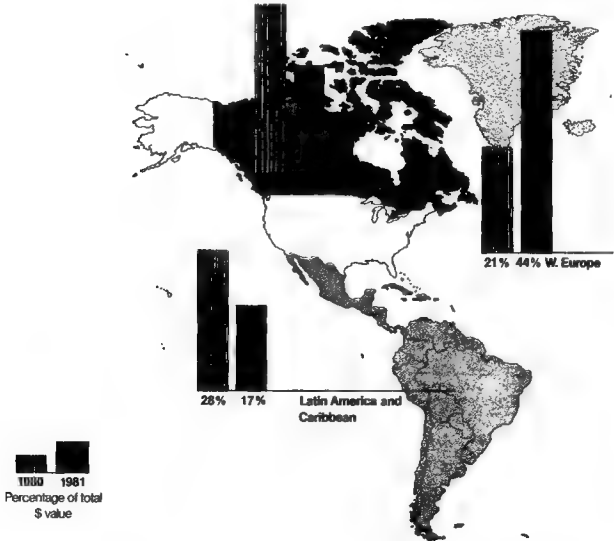 21% 44% W. Europe
28% 17% Latin America and
Caribbean
1980 1981
Percentage of total
$ value